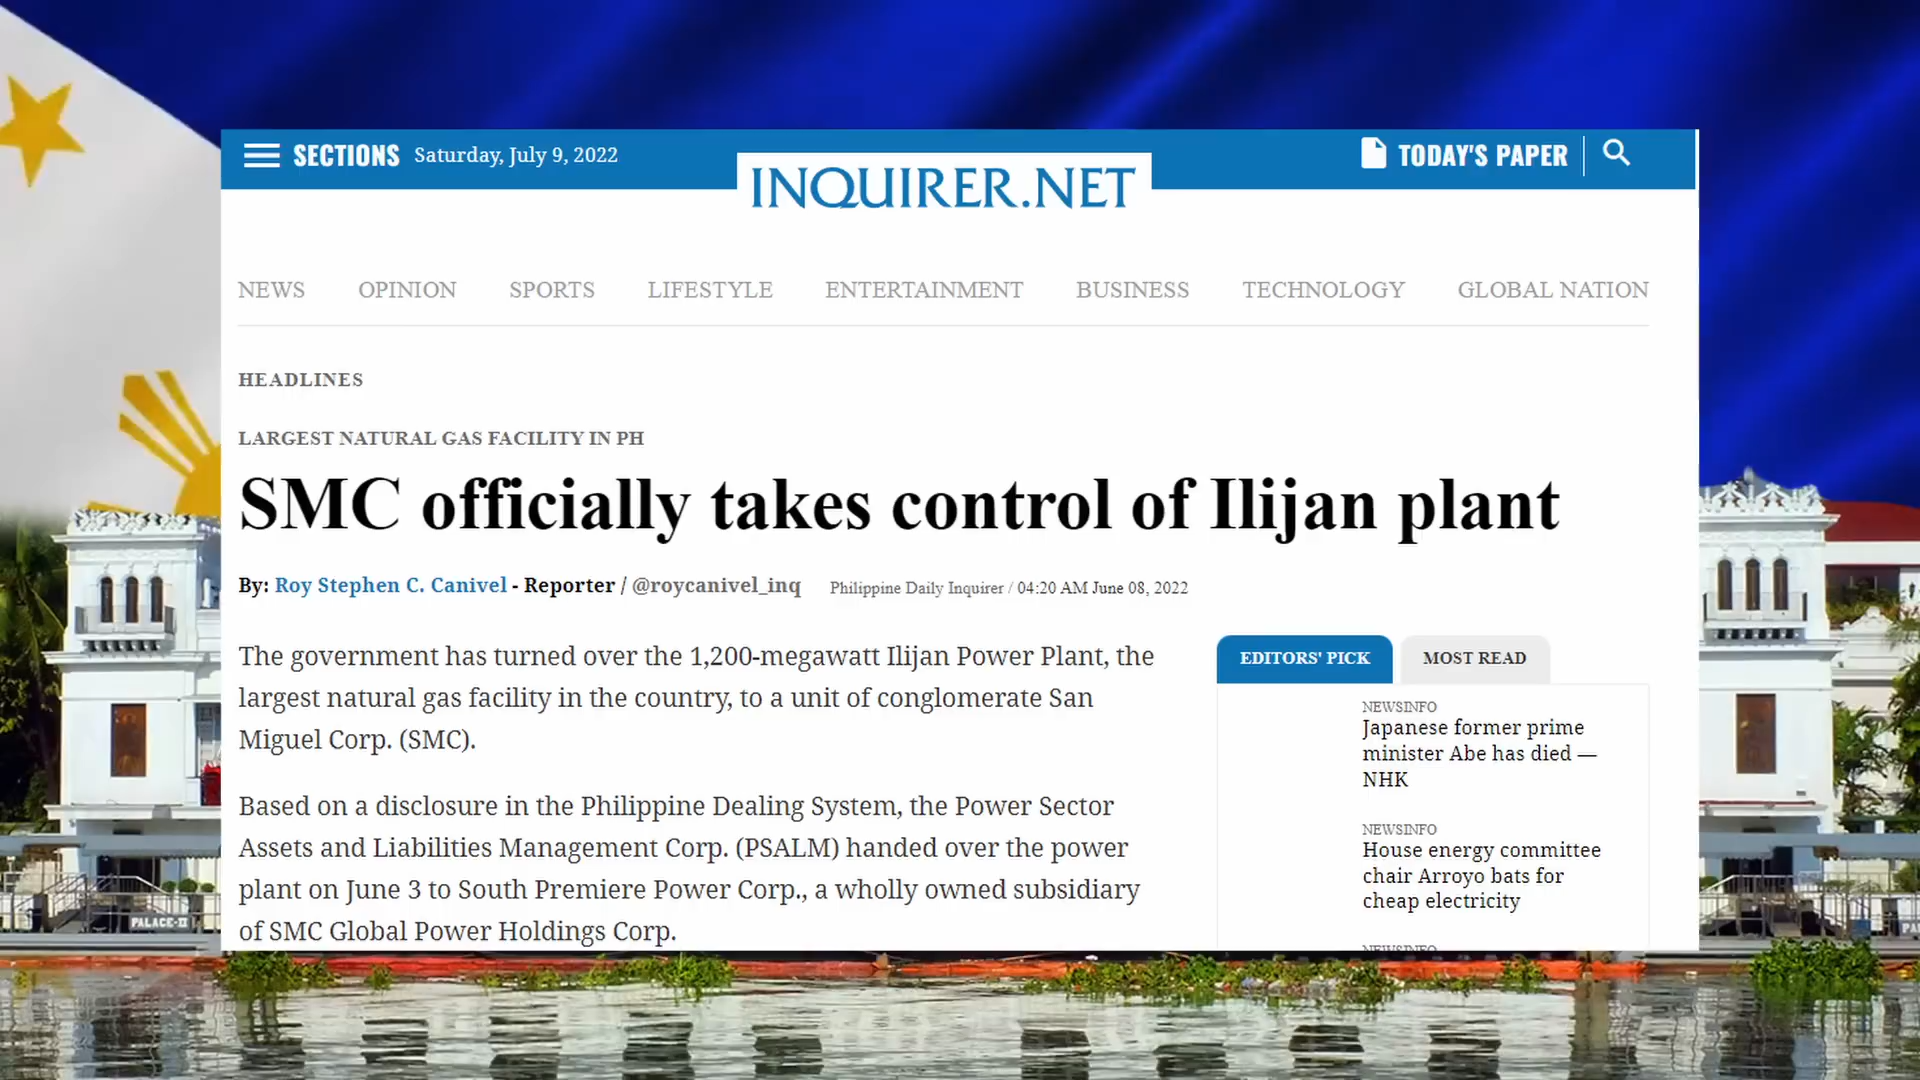 SECTIONS Saturday, July 9, 2022
INQUIRER.NET
TODAY'S PAPER
NEWS OPINION SPORTS LIFESTYLE ENTERTAINMENT BUSINESS TECHNOLOGY GLOBAL NATION
HEADLINES
LARGEST NATURAL GAS FACILITY IN PH
SMC officially takes control of Ilijan plant
By: Roy Stephen C. Canivel - Reporter / @roycanivel_inq Philippine Daily Inquirer / 04:20 AM June 08, 2022
The government has turned over the 1,200-megawatt Ilijan Power Plant, the
largest natural gas facility in the country, to a unit of conglomerate San
Miguel Corp. (SMC).
Based on a disclosure in the Philippine Dealing System, the Power Sector
Assets and Liabilities Management Corp. (PSALM) handed over the power
plant on June 3 to South Premiere Power Corp., a wholly owned subsidiary
of SMC Global Power Holdings Corp.
EDITORS' PICK MOST READ
NEWSINFO
Japanese former prime
minister Abe has died —
NHK
NEWSINFO
House energy committee
chair Arroyo bats for
cheap electricity
NEWSINFO
PALACE-II